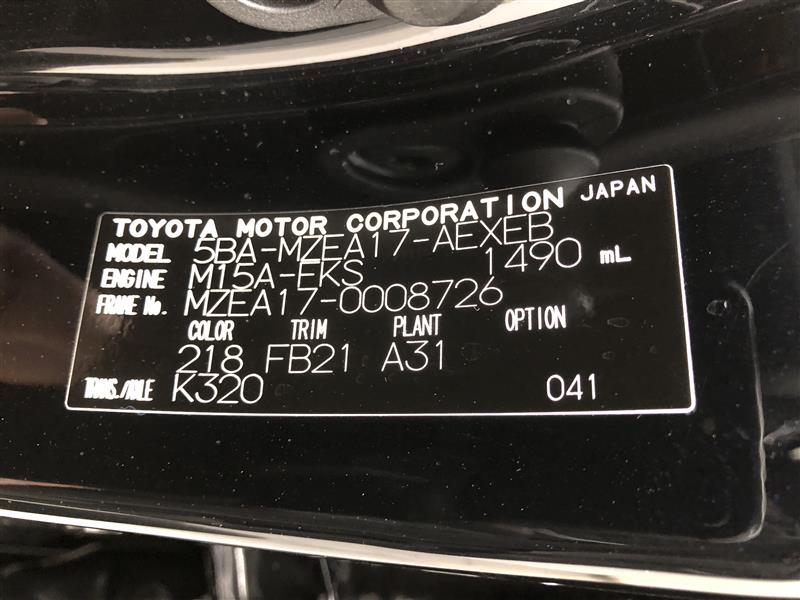 TOYOTA MOTOR CORPORATION JAPAN
MODEL 5BA-MZEA17-AEXEB
ENGINE M15A-EKS 1490 mL
FRAME No. MZEA17-0008726
COLOR TRIM PLANT OPTION
218 FB21 A31
TRANS./AXLE K320 041